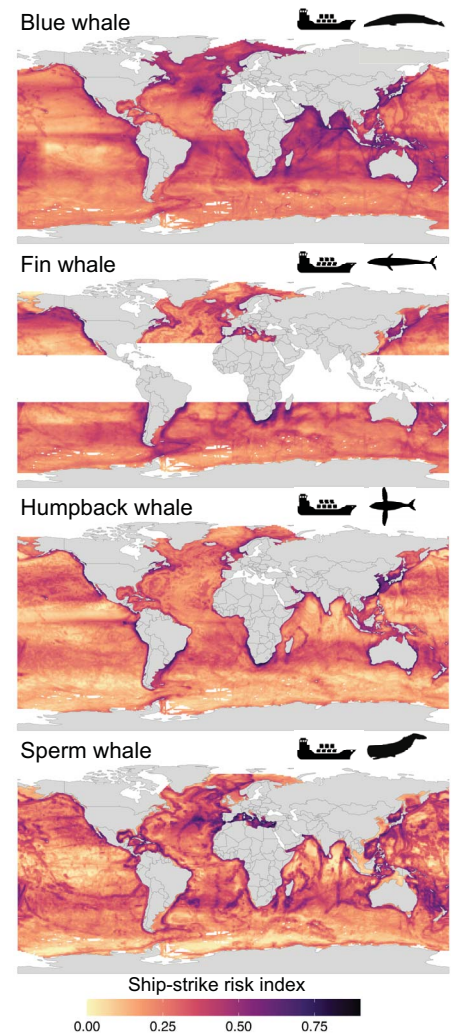 Blue whale
Fin whale
Humpback whale
Sperm whale
Ship-strike risk index
0.00 0.25 0.50 0.75